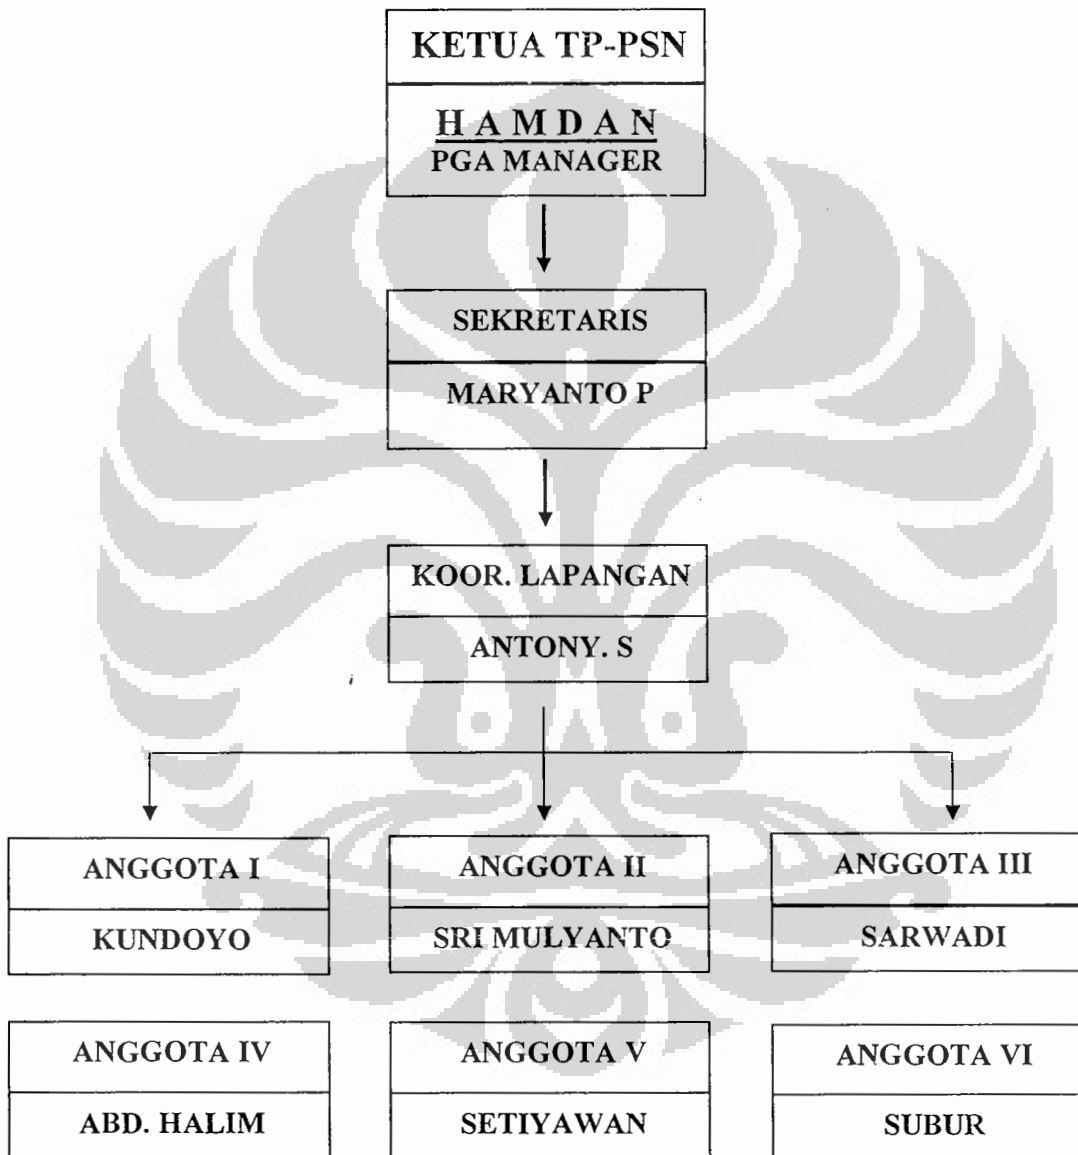 KETUA TP-PSN
H A M D A N
PGA MANAGER
SEKRETARIS
MARYANTO P
KOOR. LAPANGAN
ANTONY. S
ANGGOTA I
KUNDOYO
ANGGOTA II
SRI MULYANTO
ANGGOTA III
SARWADI
ANGGOTA IV
ABD. HALIM
ANGGOTA V
SETIYAWAN
ANGGOTA VI
SUBUR